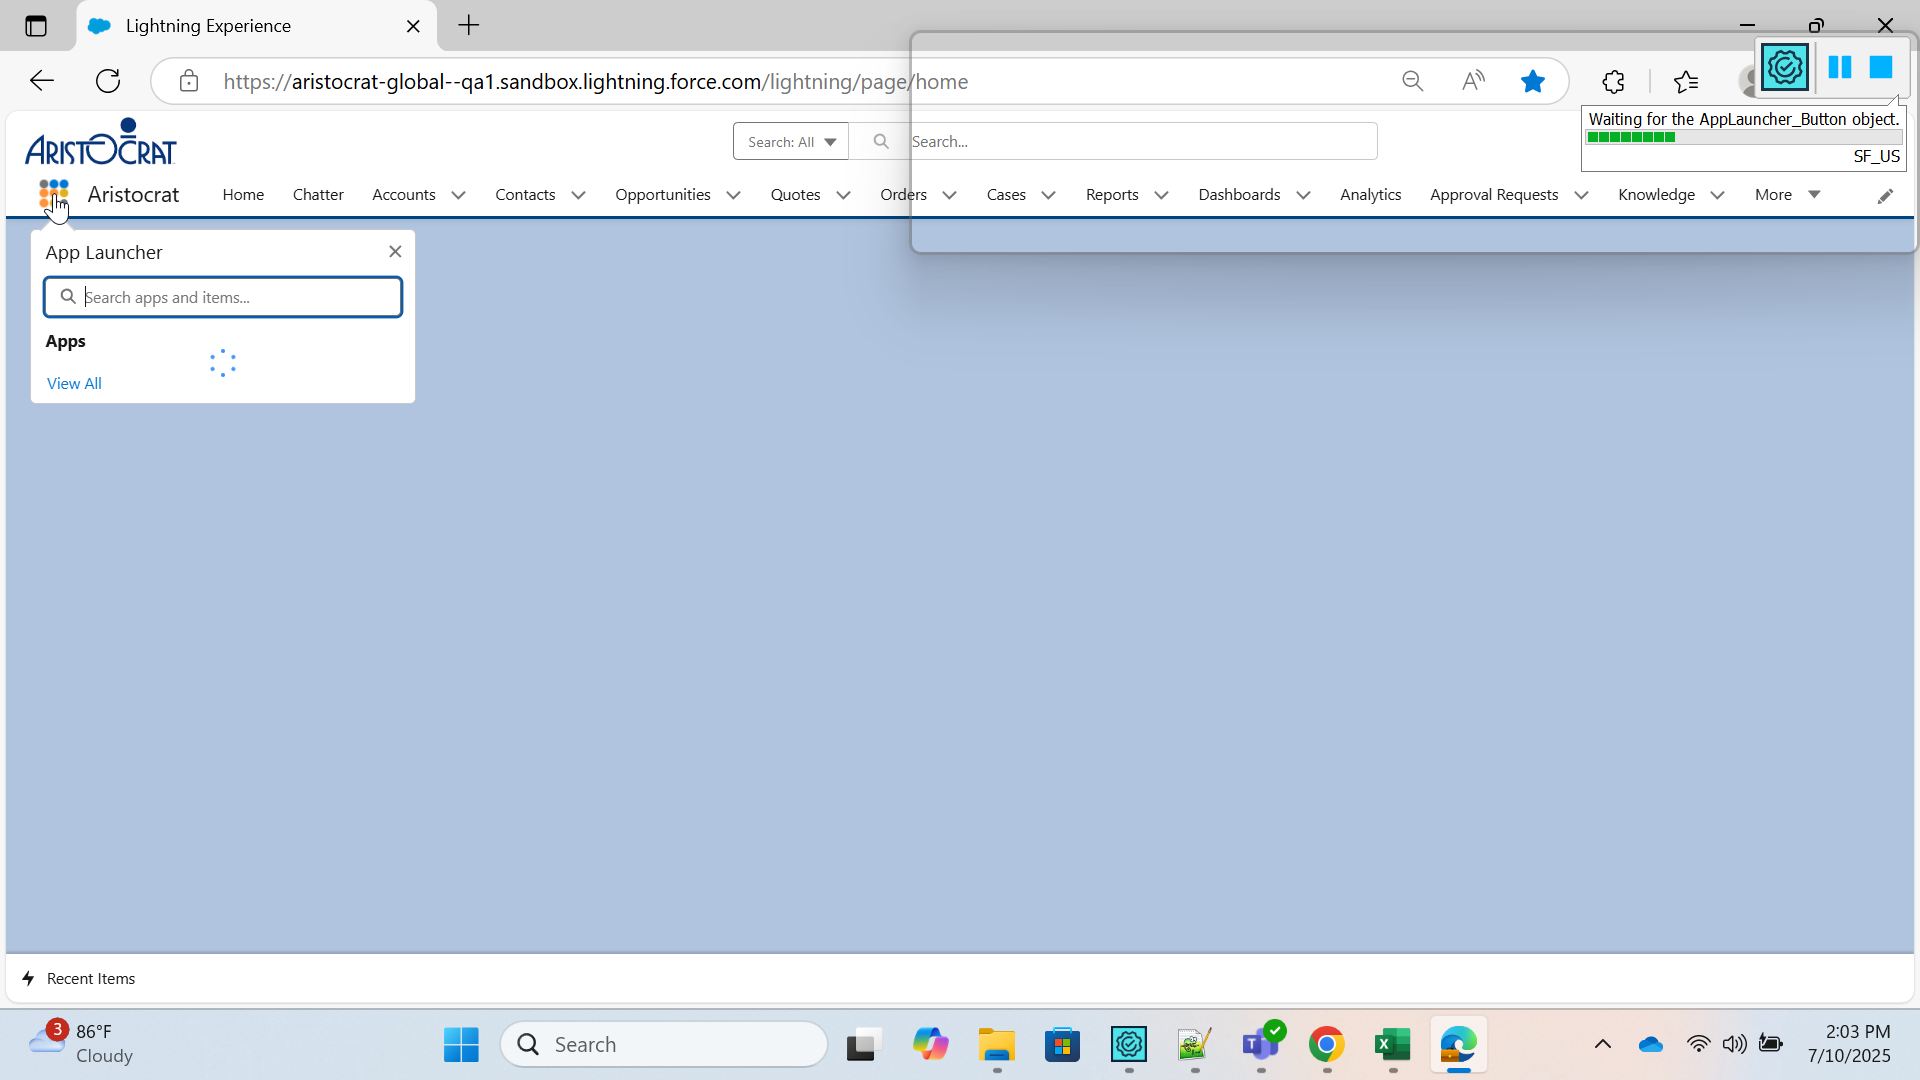 Lightning Experience
https://aristocrat-global--qa1.sandbox.lightning.force.com/lightning/page/home
Waiting for the AppLauncher_Button object.
SF_US
ARISTOCRAT
Search: All
Search...
Aristocrat
Home
Chatter
Accounts
Contacts
Opportunities
Quotes
Orders
Cases
Reports
Dashboards
Analytics
Approval Requests
Knowledge
More
App Launcher
Search apps and items...
Apps
View All
Recent Items
3
86°F
Cloudy
Search
2:03 PM
7/10/2025